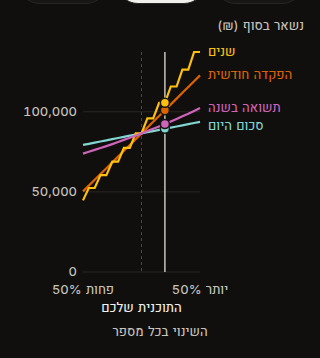 נשאר בסוף (₪)
שנים
הפקדה חודשית
תשואה בשנה
סכום היום
100,000
50,000
0
50% פחות
50% יותר
התוכנית שלכם
השינוי בכל מספר